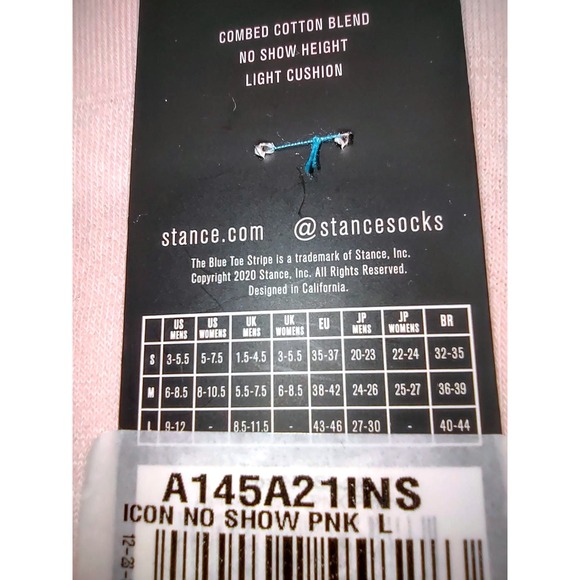 COMBED COTTON BLEND
NO SHOW HEIGHT
LIGHT CUSHION
stance.com @stancesocks
The Blue Toe Stripe is a trademark of Stance, Inc.
Copyright 2020 Stance, Inc. All Rights Reserved.
Designed in California.
US MENS US WOMENS UK MENS UK WOMENS EU JP MENS JP WOMENS BR
S 3-5.5 5-7.5 1.5-4.5 3-5.5 35-37 20-23 22-24 32-35
M 6-8.5 8-10.5 5.5-7.5 6-8.5 38-42 24-26 25-27 36-39
L 9-12 - 8.5-11.5 - 43-46 27-30 - 40-44
A145A21INS
ICON NO SHOW PNK L